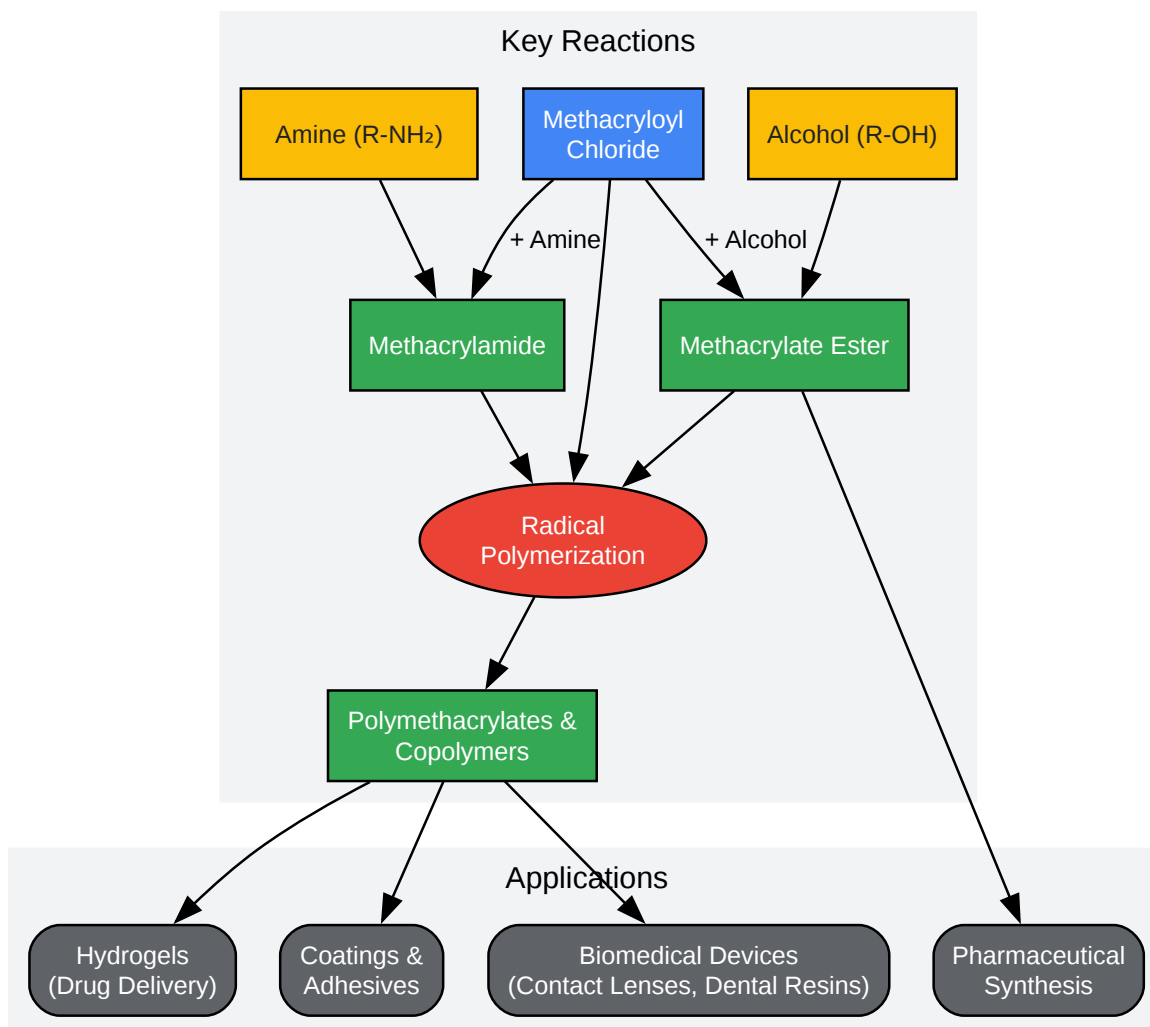 Key Reactions
Amine (R-NH₂)
Methacryloyl
Chloride
Alcohol (R-OH)
+ Amine
+ Alcohol
Methacrylamide
Methacrylate Ester
Radical
Polymerization
Polymethacrylates &
Copolymers
Applications
Hydrogels
(Drug Delivery)
Coatings &
Adhesives
Biomedical Devices
(Contact Lenses, Dental Resins)
Pharmaceutical
Synthesis